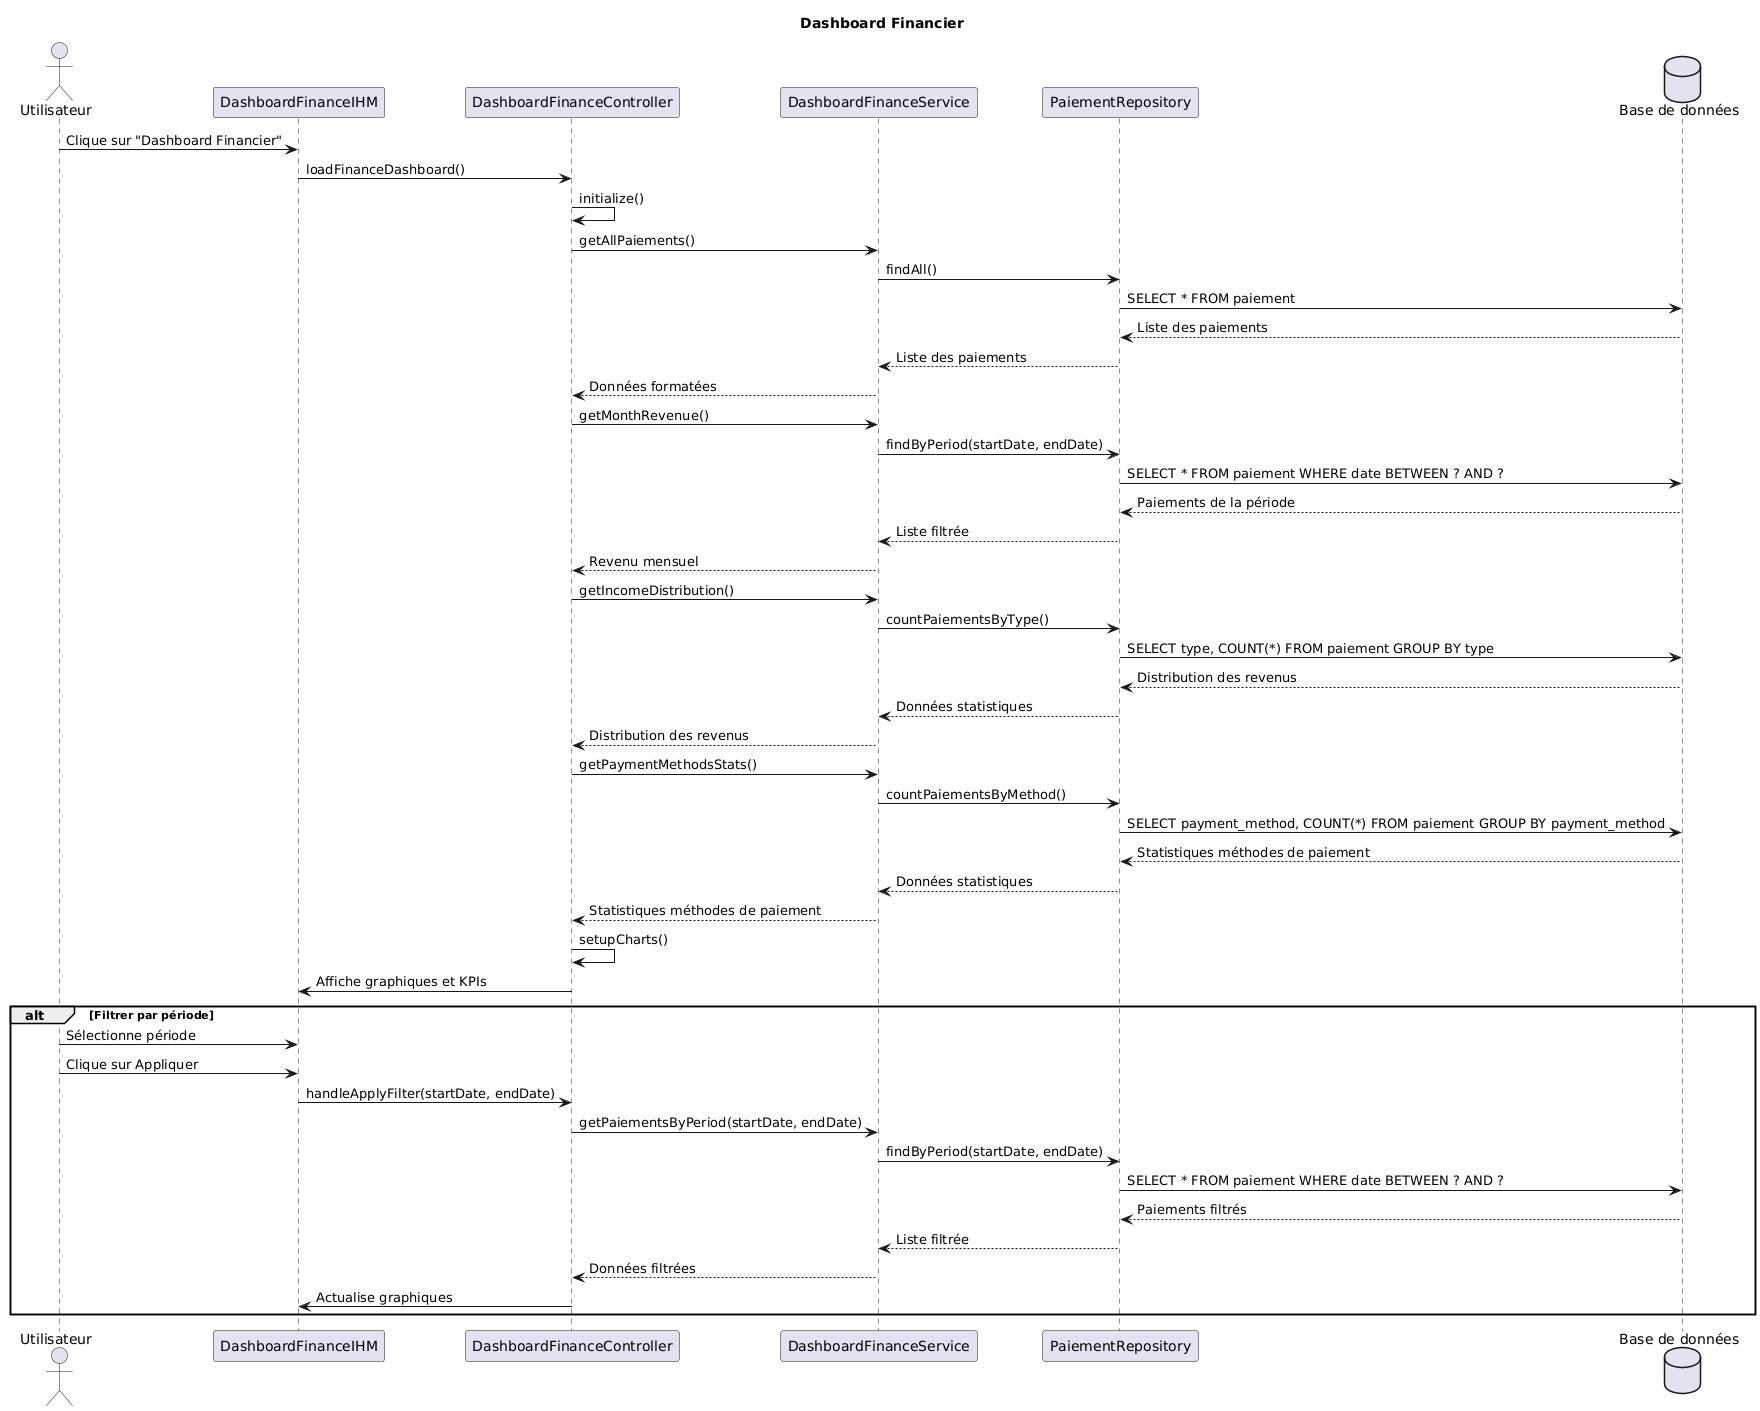 Dashboard Financier
Utilisateur
DashboardFinanceIHM
DashboardFinanceController
DashboardFinanceService
PaiementRepository
Base de données
Clique sur "Dashboard Financier"
loadFinanceDashboard()
initialize()
getAllPaiements()
findAll()
SELECT * FROM paiement
Liste des paiements
Liste des paiements
Données formatées
getMonthRevenue()
findByPeriod(startDate, endDate)
SELECT * FROM paiement WHERE date BETWEEN ? AND ?
Paiements de la période
Liste filtrée
Revenu mensuel
getIncomeDistribution()
countPaiementsByType()
SELECT type, COUNT(*) FROM paiement GROUP BY type
Distribution des revenus
Données statistiques
Distribution des revenus
getPaymentMethodsStats()
countPaiementsByMethod()
SELECT payment_method, COUNT(*) FROM paiement GROUP BY payment_method
Statistiques méthodes de paiement
Données statistiques
Statistiques méthodes de paiement
setupCharts()
Affiche graphiques et KPIs
alt [Filtrer par période]
Sélectionne période
Clique sur Appliquer
handleApplyFilter(startDate, endDate)
getPaiementsByPeriod(startDate, endDate)
findByPeriod(startDate, endDate)
SELECT * FROM paiement WHERE date BETWEEN ? AND ?
Paiements filtrés
Liste filtrée
Données filtrées
Actualise graphiques
Utilisateur
DashboardFinanceIHM
DashboardFinanceController
DashboardFinanceService
PaiementRepository
Base de données